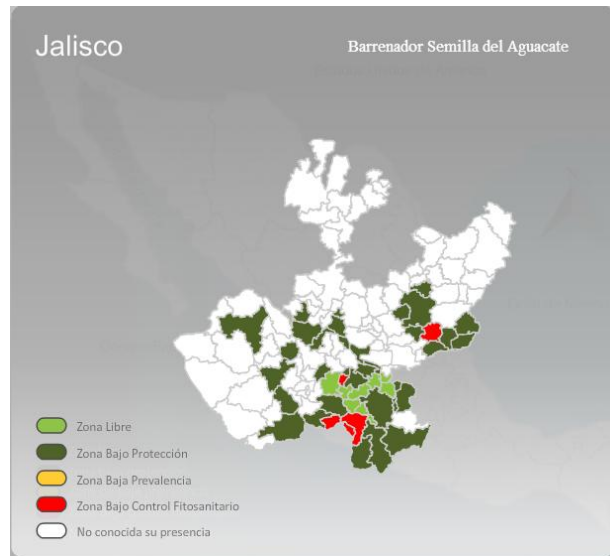 Jalisco
Barrenador Semilla del Aguacate
Zona Libre
Zona Bajo Protección
Zona Baja Prevalencia
Zona Bajo Control Fitosanitario
No conocida su presencia